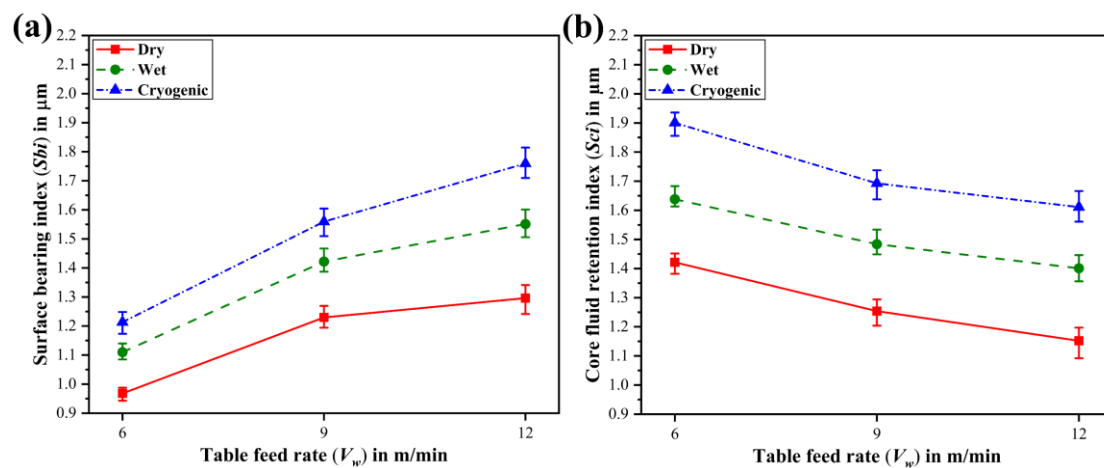 (a)
Surface bearing index (Sbi) in μm
2.2
2.1
2.0
1.9
1.8
1.7
1.6
1.5
1.4
1.3
1.2
1.1
1.0
0.9
Dry
Wet
Cryogenic
6
9
12
Table feed rate (Vw) in m/min
(b)
Core fluid retention index (Sci) in μm
2.2
2.1
2.0
1.9
1.8
1.7
1.6
1.5
1.4
1.3
1.2
1.1
1.0
0.9
Dry
Wet
Cryogenic
6
9
12
Table feed rate (Vw) in m/min